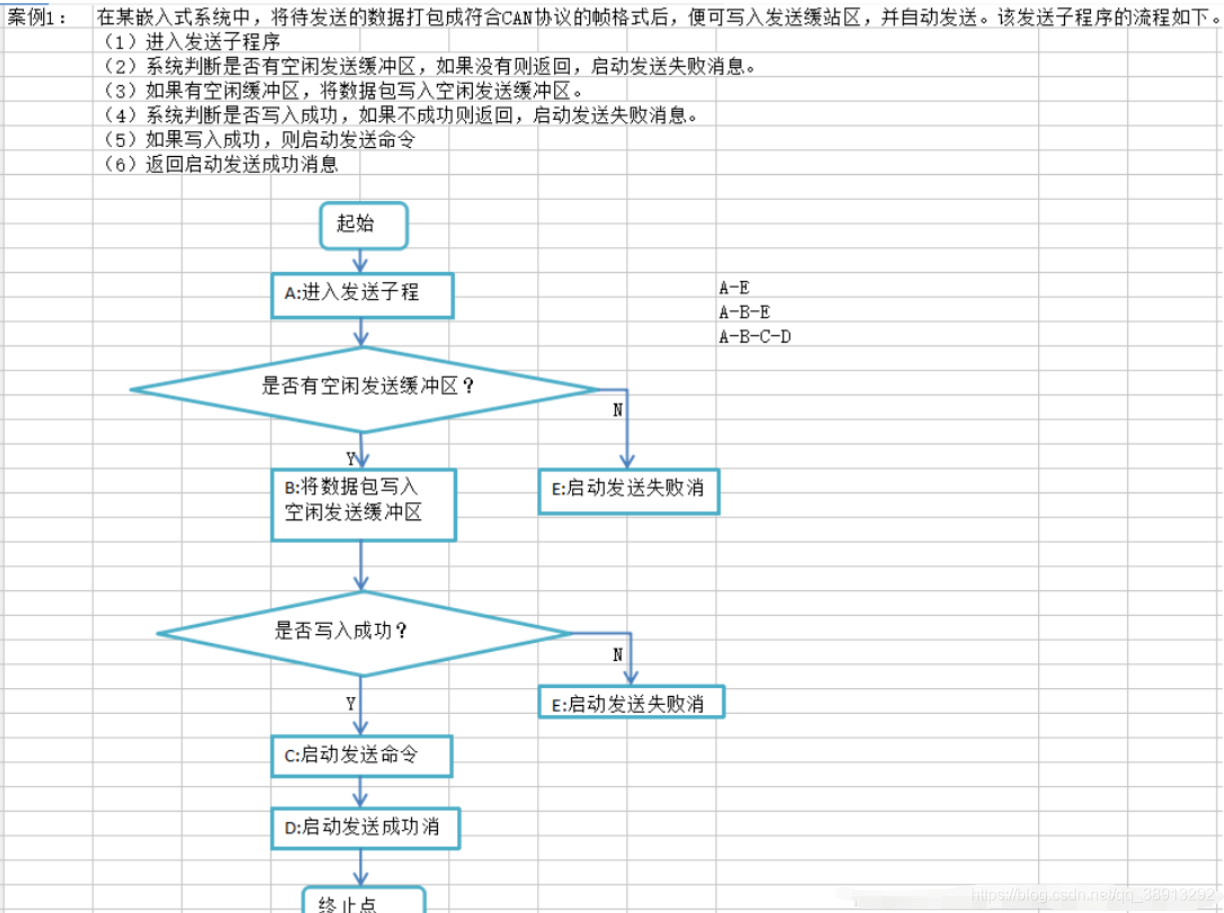 案例1： 在某嵌入式系统中，将待发送的数据打包成符合CAN协议的帧格式后，便可写入发送缓站区，并自动发送。该发送子程序的流程如下。
（1）进入发送子程序
（2）系统判断是否有空闲发送缓冲区，如果没有则返回，启动发送失败消息。
（3）如果有空闲缓冲区，将数据包写入空闲发送缓冲区。
（4）系统判断是否写入成功，如果不成功则返回，启动发送失败消息。
（5）如果写入成功，则启动发送命令
（6）返回启动发送成功消息
起始
A:进入发送子程
A-E
A-B-E
A-B-C-D
是否有空闲发送缓冲区？
N
Y
B:将数据包写入
空闲发送缓冲区
E:启动发送失败消
是否写入成功？
N
Y
E:启动发送失败消
C:启动发送命令
D:启动发送成功消
终止点
https://blog.csdn.net/qq_38913292